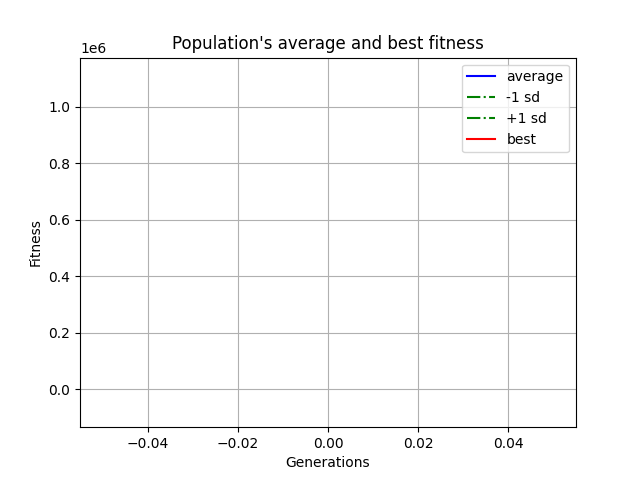 Population's average and best fitness
1e6
average
-1 sd
+1 sd
best
1.0
0.8
0.6
0.4
0.2
0.0
Fitness
−0.04 −0.02 0.00 0.02 0.04
Generations